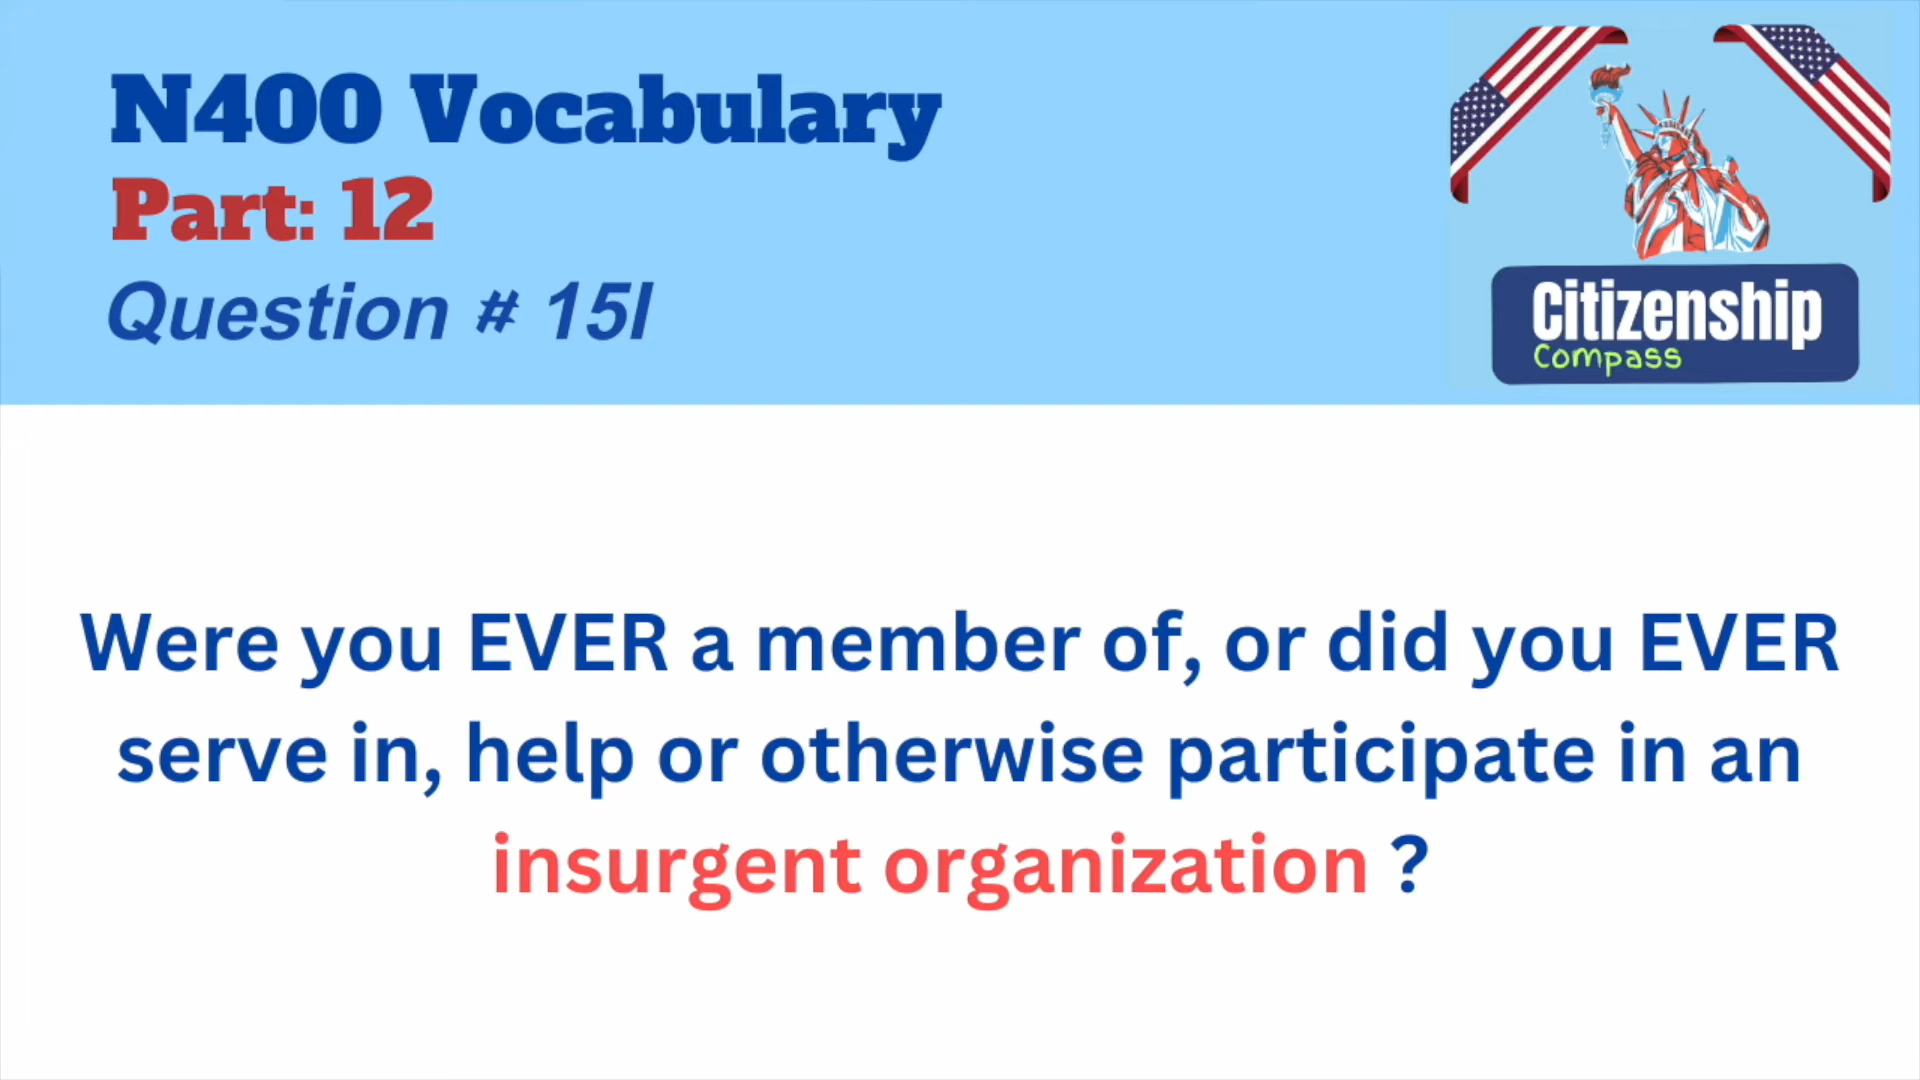 N400 Vocabulary
Part: 12
Question # 15I
Citizenship
Compass
Were you EVER a member of, or did you EVER
serve in, help or otherwise participate in an
insurgent organization ?